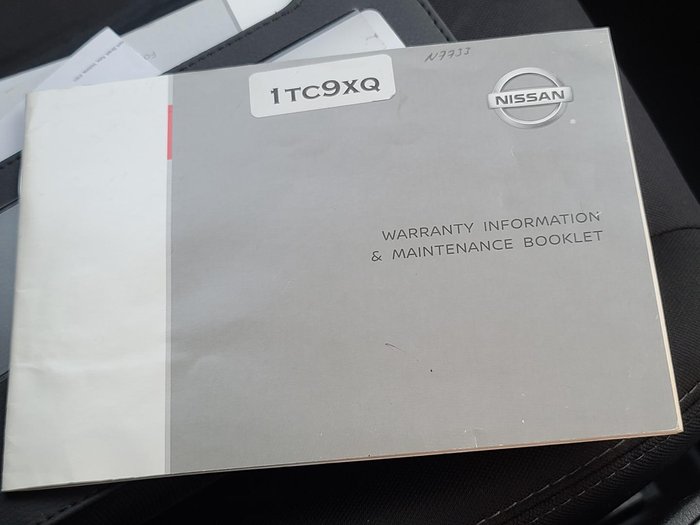 N7733
1TC9XQ
NISSAN
WARRANTY INFORMATION
& MAINTENANCE BOOKLET